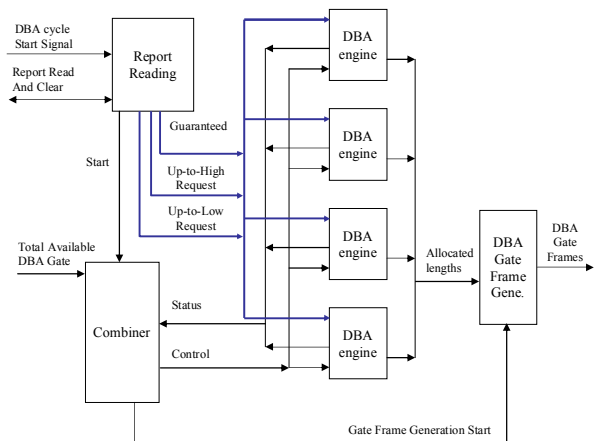 DBA cycle
Start Signal
Report Read
And Clear
Report
Reading
Guaranteed
Up-to-High
Request
Up-to-Low
Request
Start
Total Available
DBA Gate
Combiner
Status
Control
DBA
engine
DBA
engine
DBA
engine
DBA
engine
Allocated
lengths
DBA
Gate
Frame
Gene.
DBA
Gate
Frames
Gate Frame Generation Start